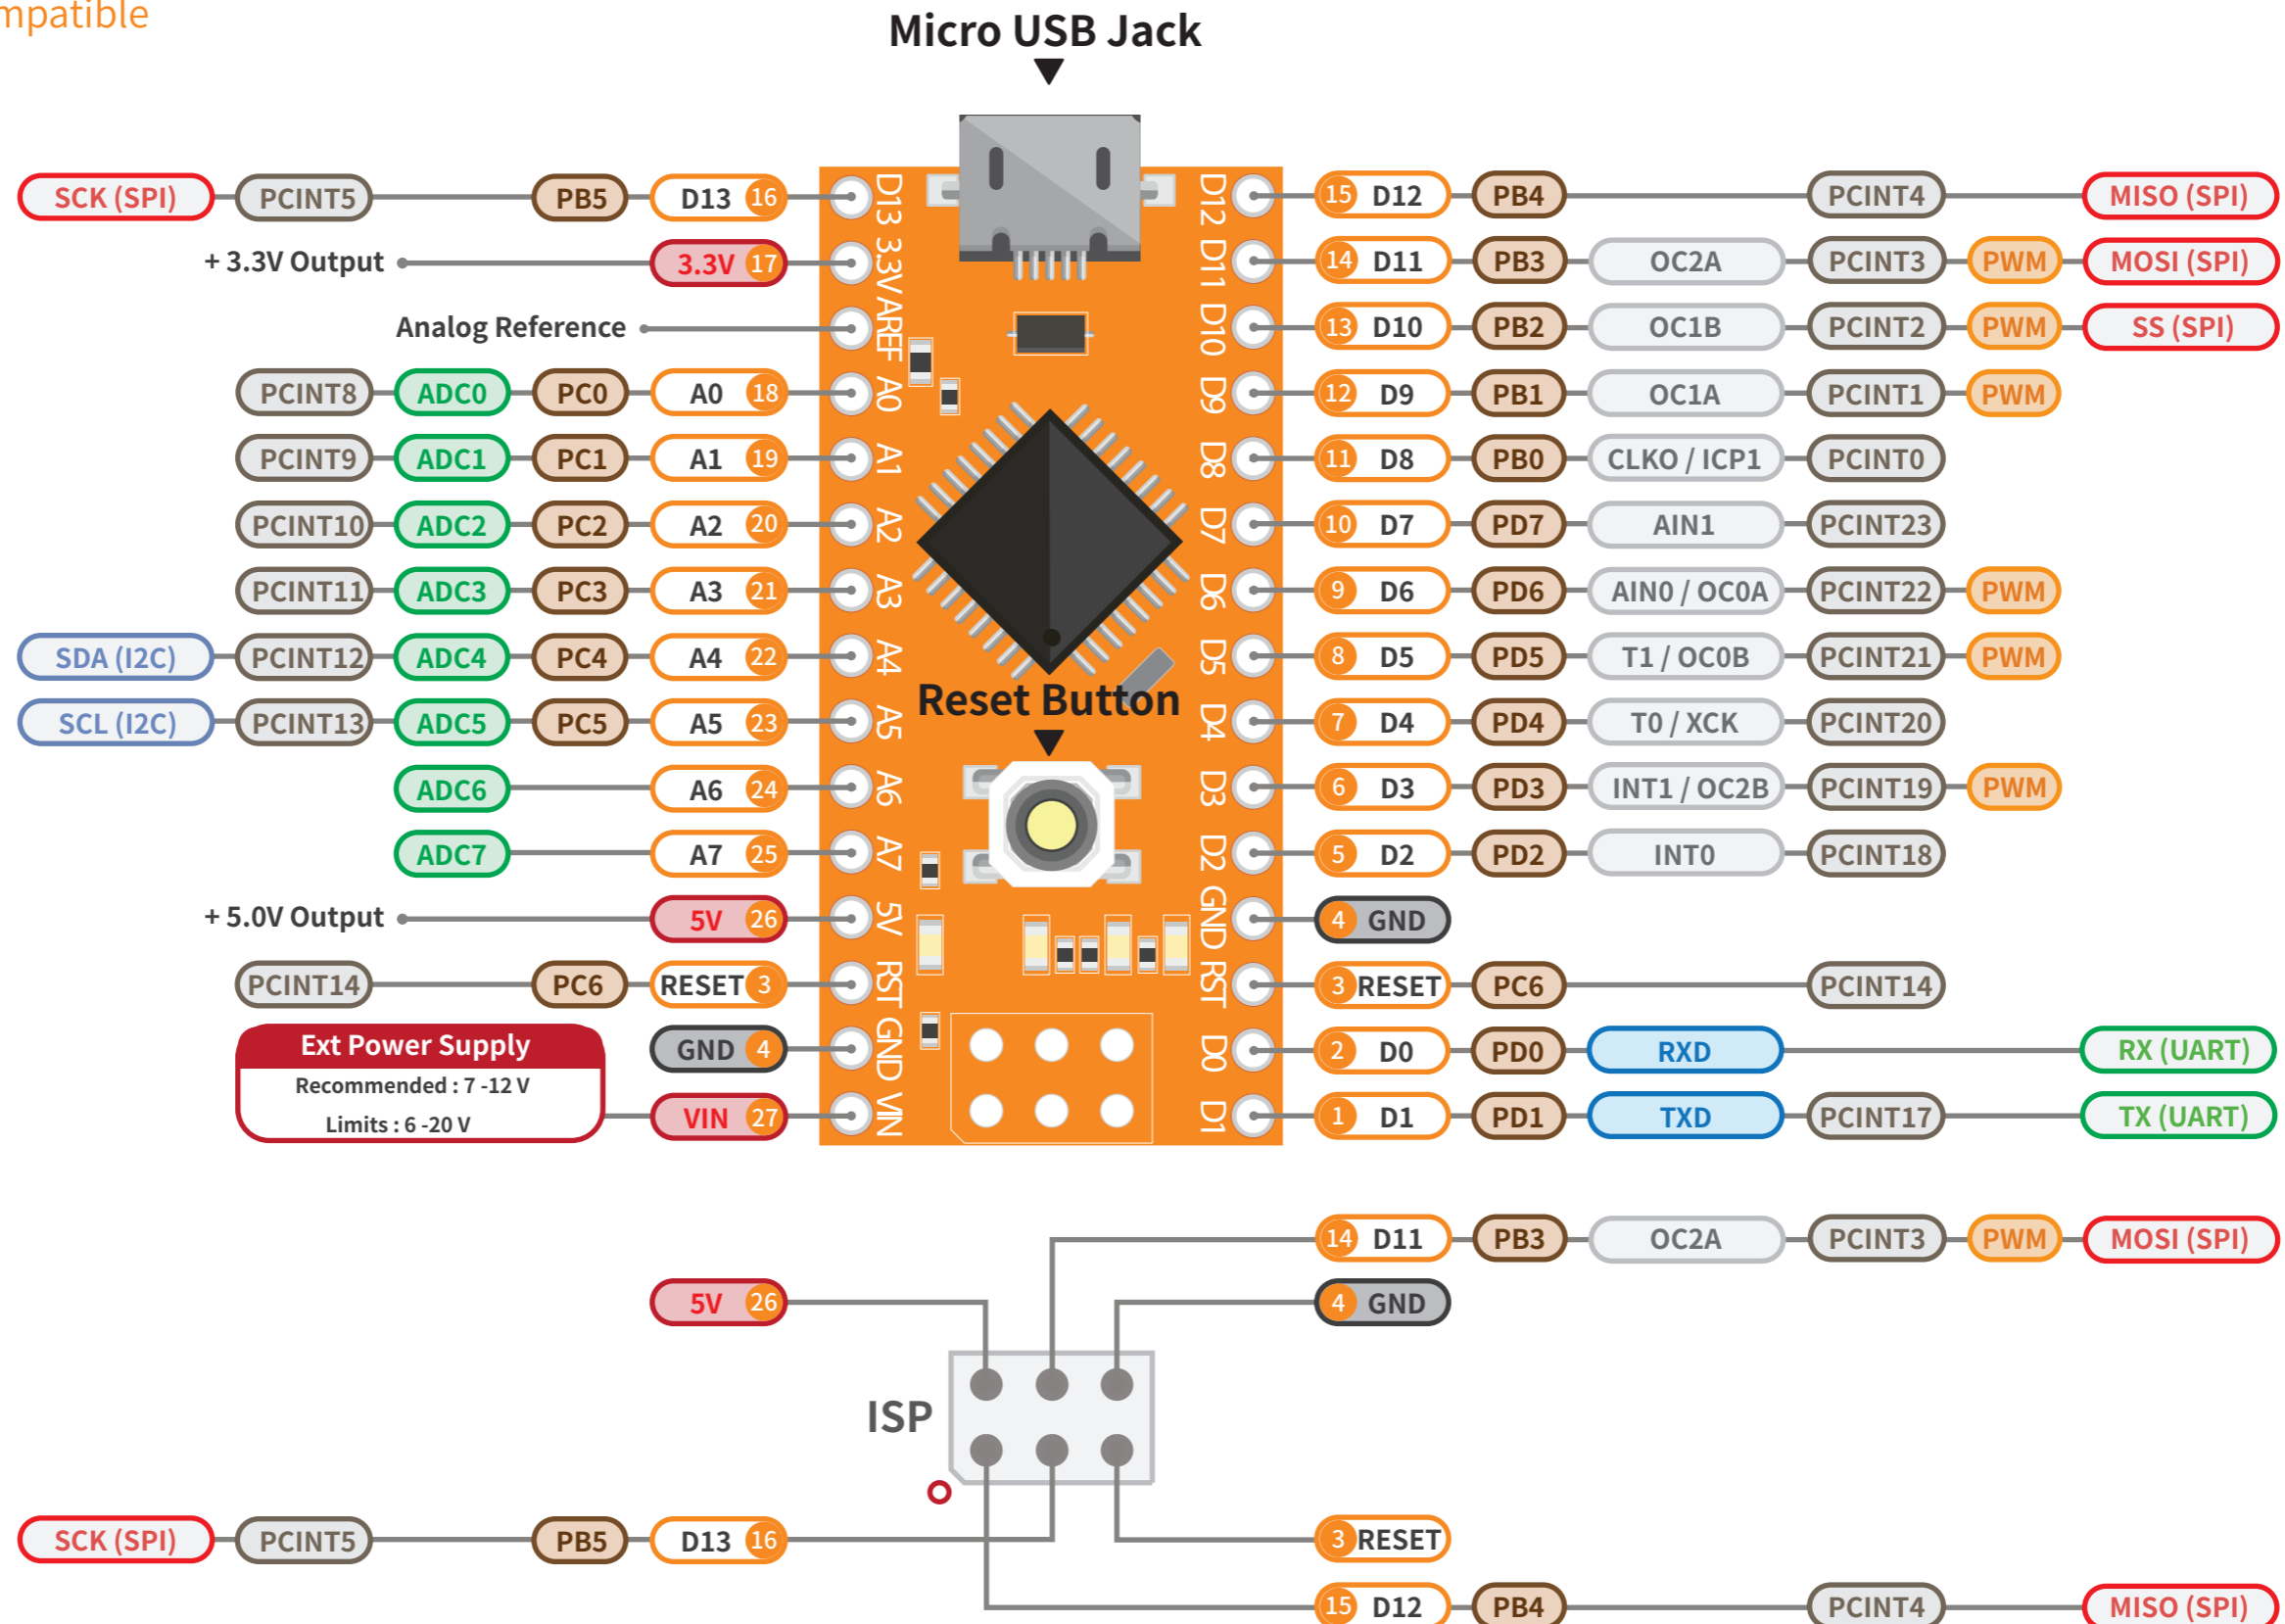 mpatible
Micro USB Jack
SCK (SPI) PCINT5 PB5 D13 16 D13 D12 15 D12 PB4 PCINT4 MISO (SPI)
+ 3.3V Output 3.3V 17 3.3V D11 14 D11 PB3 OC2A PCINT3 PWM MOSI (SPI)
Analog Reference AREF D10 13 D10 PB2 OC1B PCINT2 PWM SS (SPI)
PCINT8 ADC0 PC0 A0 18 A0 D9 12 D9 PB1 OC1A PCINT1 PWM
PCINT9 ADC1 PC1 A1 19 A1 D8 11 D8 PB0 CLKO / ICP1 PCINT0
PCINT10 ADC2 PC2 A2 20 A2 D7 10 D7 PD7 AIN1 PCINT23
PCINT11 ADC3 PC3 A3 21 A3 D6 9 D6 PD6 AIN0 / OC0A PCINT22 PWM
SDA (I2C) PCINT12 ADC4 PC4 A4 22 A4 D5 8 D5 PD5 T1 / OC0B PCINT21 PWM
Reset Button
SCL (I2C) PCINT13 ADC5 PC5 A5 23 A5 D4 7 D4 PD4 T0 / XCK PCINT20
ADC6 A6 24 A6 D3 6 D3 PD3 INT1 / OC2B PCINT19 PWM
ADC7 A7 25 A7 D2 5 D2 PD2 INT0 PCINT18
+ 5.0V Output 5V 26 5V GND 4 GND
PCINT14 PC6 RESET 3 RST RST 3 RESET PC6 PCINT14
Ext Power Supply GND 4 GND D0 2 D0 PD0 RXD RX (UART)
Recommended : 7 -12 V
Limits : 6 -20 V VIN 27 VIN D1 1 D1 PD1 TXD PCINT17 TX (UART)
14 D11 PB3 OC2A PCINT3 PWM MOSI (SPI)
5V 26 4 GND
ISP
SCK (SPI) PCINT5 PB5 D13 16 3 RESET
15 D12 PB4 PCINT4 MISO (SPI)